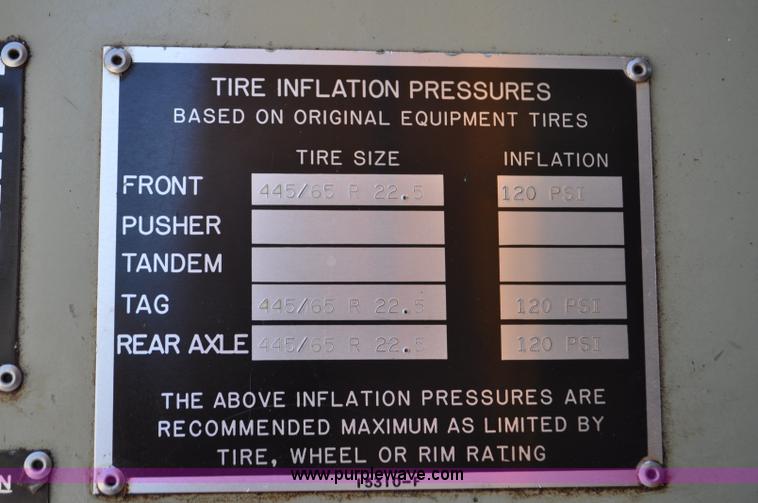 TIRE INFLATION PRESSURES
BASED ON ORIGINAL EQUIPMENT TIRES
TIRE SIZE INFLATION
FRONT 445/65 R 22.5 120 PSI
PUSHER
TANDEM
TAG 445/65 R 22.5 120 PSI
REAR AXLE 445/65 R 22.5 120 PSI
THE ABOVE INFLATION PRESSURES ARE
RECOMMENDED MAXIMUM AS LIMITED BY
TIRE, WHEEL OR RIM RATING
www.purplewave.com